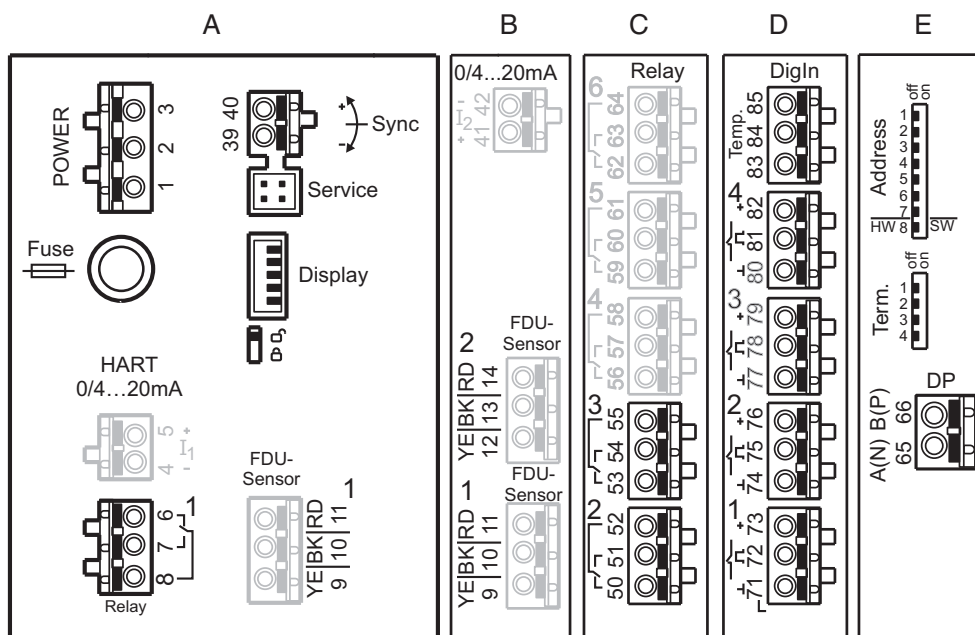 A
POWER
3
2
1
39 40
+
-
Sync
Service
Fuse
Display
HART
0/4...20mA
5 +
4 -
I1
6
7
8
1
Relay
FDU-
Sensor
1
YE|BK|RD
9 |10| 11
B
0/4...20mA
- 42
+ 41
I2
2
FDU-
Sensor
YE|BK|RD
12 |13| 14
1
FDU-
Sensor
YE|BK|RD
9 |10| 11
C
Relay
6
64
63
62
5
61
60
59
4
58
57
56
3
55
54
53
2
52
51
50
D
DigIn
Temp.
85
84
83
4
+ 82
81
80
3
+ 79
78
77
2
+ 76
75
74
1
+ 73
72
71
E
off
on
Address
1
2
3
4
5
6
7
8
HW
SW
off
on
Term.
1
2
3
4
DP
B(P) 66
A(N) 65